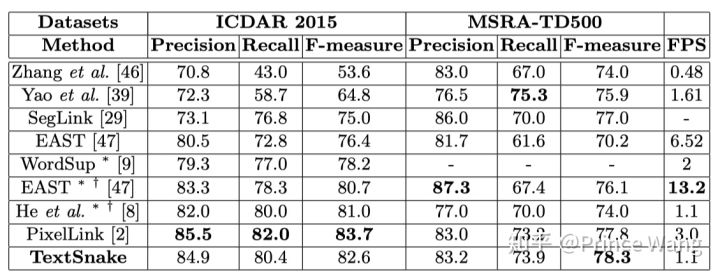 Datasets ICDAR 2015 MSRA-TD500
Method Precision Recall F-measure Precision Recall F-measure FPS
Zhang et al. [46] 70.8 43.0 53.6 83.0 67.0 74.0 0.48
Yao et al. [39] 72.3 58.7 64.8 76.5 75.3 75.9 1.61
SegLink [29] 73.1 76.8 75.0 86.0 70.0 77.0 -
EAST [47] 80.5 72.8 76.4 81.7 61.6 70.2 6.52
WordSup * [9] 79.3 77.0 78.2 - - - 2
EAST * † [47] 83.3 78.3 80.7 87.3 67.4 76.1 13.2
He et al. * † [8] 82.0 80.0 81.0 77.0 70.0 74.0 1.1
PixelLink [2] 85.5 82.0 83.7 83.0 73.2 77.8 3.0
TextSnake 84.9 80.4 82.6 83.2 73.9 78.3 1.1
知乎 @Prince Wang